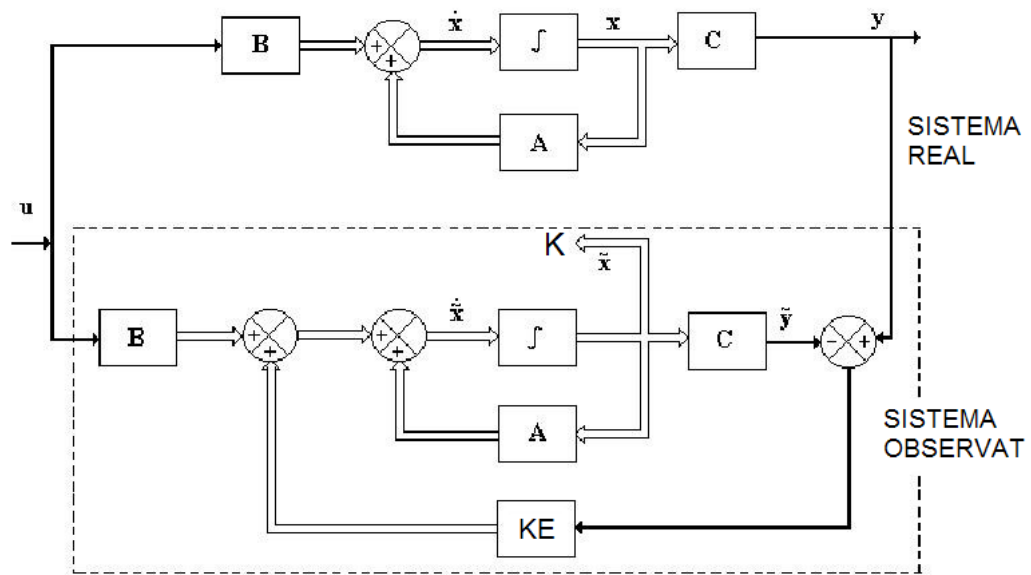 ẋ
x
y
B
∫
C
+
+
A
SISTEMA
REAL
u
K
x̃
B
+
+
+
+
ẋ̃
∫
C
ỹ
-
+
A
SISTEMA
OBSERVAT
KE